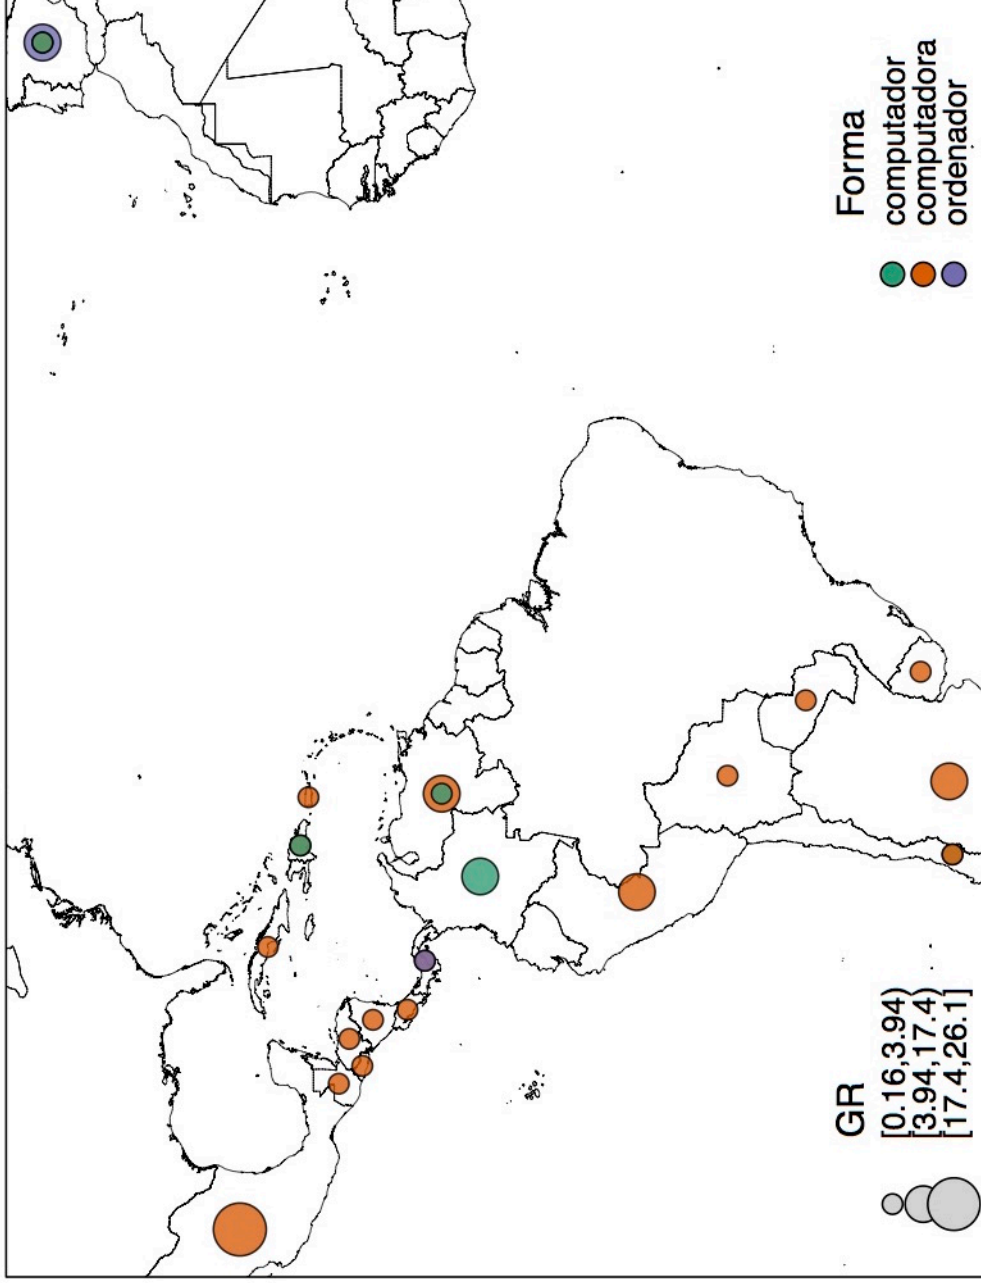 GR
[0.16,3.94)
[3.94,17.4)
[17.4,26.1]
Forma
computador
computadora
ordenador